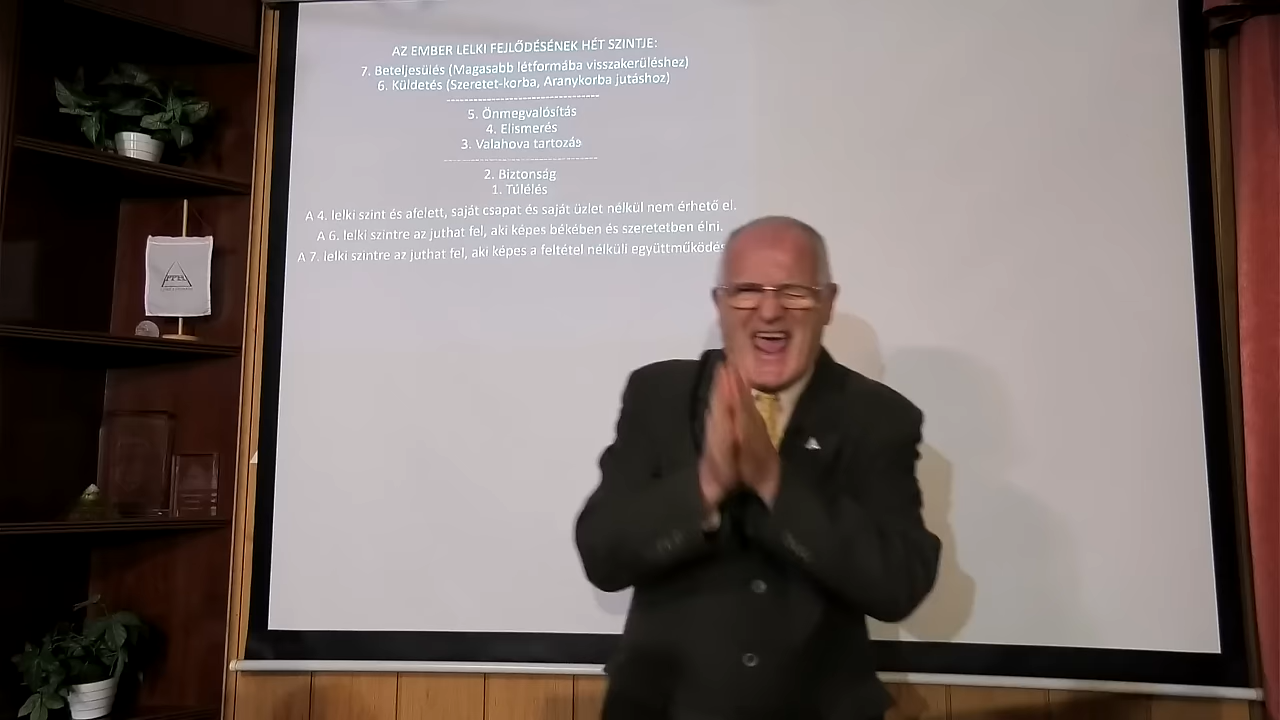 AZ EMBER LELKI FEJLŐDÉSÉNEK HÉT SZINTJE:
7. Beteljesülés (Magasabb létformába visszakerüléshez)
6. Küldetés (Szeretet-korba, Aranykorba jutáshoz)
--------------------------------
5. Önmegvalósítás
4. Elismerés
3. Valahova tartozás
--------------------------------
2. Biztonság
1. Túlélés
A 4. lelki szint és afelett, saját csapat és saját üzlet nélkül nem érhető el.
A 6. lelki szintre az juthat fel, aki képes békében és szeretetben élni.
A 7. lelki szintre az juthat fel, aki képes a feltétel nélküli